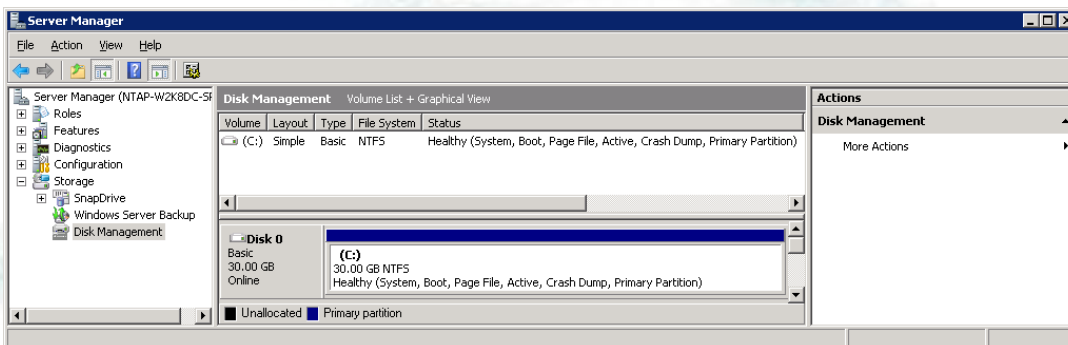 Server Manager
File Action View Help
Server Manager (NTAP-W2K8DC-SF
Roles
Features
Diagnostics
Configuration
Storage
SnapDrive
Windows Server Backup
Disk Management
Disk Management Volume List + Graphical View
Volume Layout Type File System Status
(C:) Simple Basic NTFS Healthy (System, Boot, Page File, Active, Crash Dump, Primary Partition)
Disk 0
Basic
30.00 GB
Online
(C:)
30.00 GB NTFS
Healthy (System, Boot, Page File, Active, Crash Dump, Primary Partition)
Unallocated Primary partition
Actions
Disk Management
More Actions